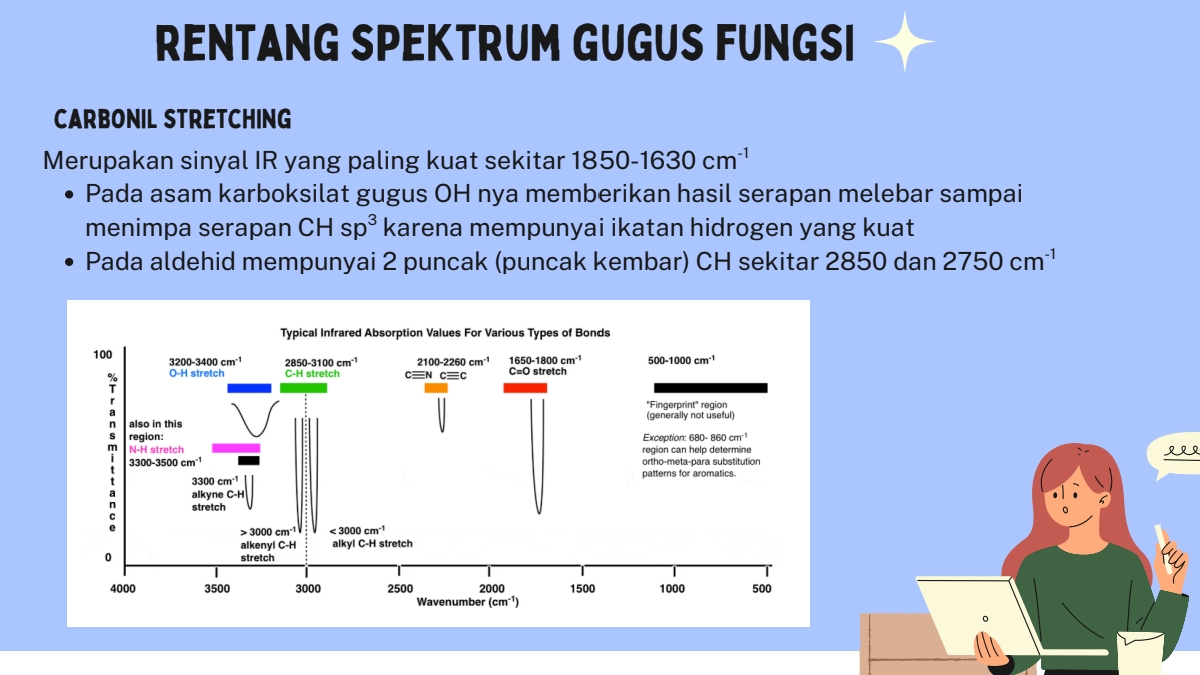 RENTANG SPEKTRUM GUGUS FUNGSI
CARBONIL STRETCHING
Merupakan sinyal IR yang paling kuat sekitar 1850-1630 cm⁻¹
• Pada asam karboksilat gugus OH nya memberikan hasil serapan melebar sampai
menimpa serapan CH sp³ karena mempunyai ikatan hidrogen yang kuat
• Pada aldehid mempunyai 2 puncak (puncak kembar) CH sekitar 2850 dan 2750 cm⁻¹
Typical Infrared Absorption Values For Various Types of Bonds
100
% Transmittance
0
3200-3400 cm⁻¹
O-H stretch
2850-3100 cm⁻¹
C-H stretch
2100-2260 cm⁻¹
C≡N C≡C
1650-1800 cm⁻¹
C=O stretch
500-1000 cm⁻¹
"Fingerprint" region
(generally not useful)
Exception: 680- 860 cm⁻¹
region can help determine
ortho-meta-para substitution
patterns for aromatics.
also in this
region:
N-H stretch
3300-3500 cm⁻¹
3300 cm⁻¹
alkyne C-H
stretch
> 3000 cm⁻¹
alkenyl C-H
stretch
< 3000 cm⁻¹
alkyl C-H stretch
4000 3500 3000 2500 2000 1500 1000 500
Wavenumber (cm⁻¹)